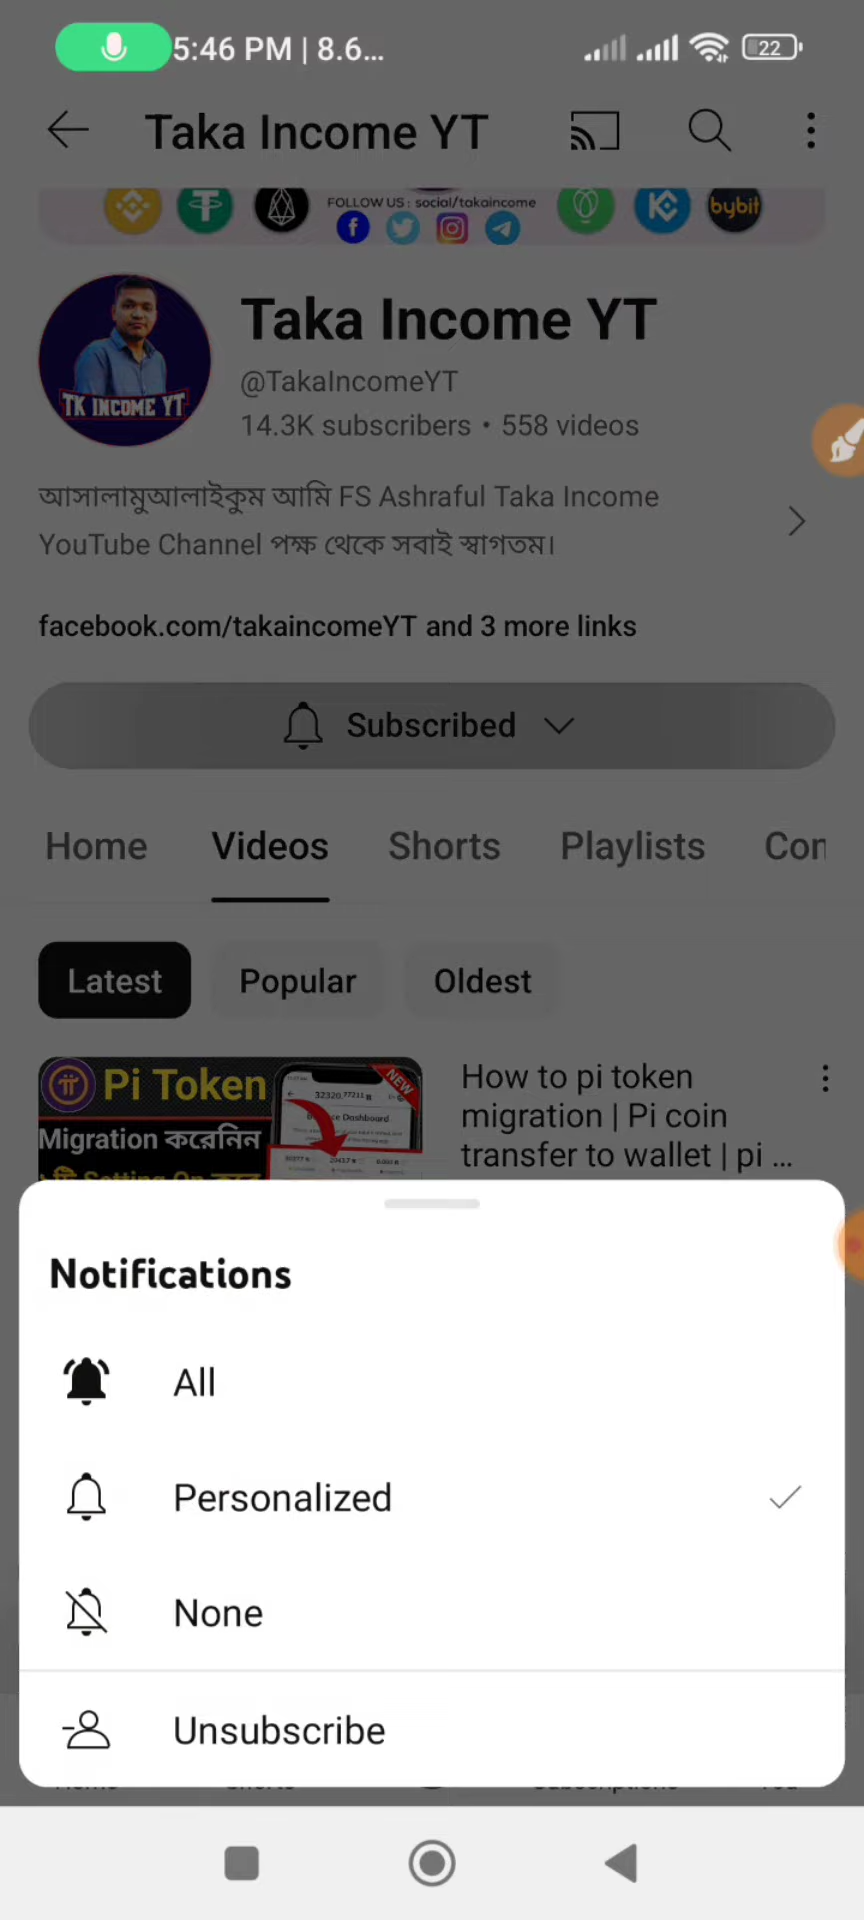 5:46 PM | 8.6...
22
Taka Income YT
FOLLOW US : social/takaincome
bybit
Taka Income YT
TK INCOME YT
@TakaIncomeYT
14.3K subscribers • 558 videos
আসালামুআলাইকুম আমি FS Ashraful Taka Income
YouTube Channel পক্ষ থেকে সবাই স্বাগতম।
facebook.com/takaincomeYT and 3 more links
Subscribed
Home Videos Shorts Playlists Con
Latest Popular Oldest
Pi Token
Migration করেনিন
NEW
32320.77211
Dashboard
How to pi token
migration | Pi coin
transfer to wallet | pi ...
Notifications
All
Personalized
None
Unsubscribe